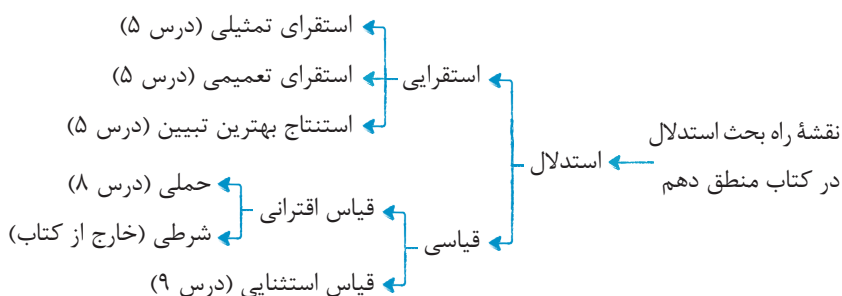 نقشهٔ راه بحث استدلال
در کتاب منطق دهم
استدلال
استقرایی
استقرای تمثیلی (درس ۵)
استقرای تعمیمی (درس ۵)
استنتاج بهترین تبیین (درس ۵)
قیاسی
قیاس اقترانی
حملی (درس ۸)
شرطی (خارج از کتاب)
قیاس استثنایی (درس ۹)